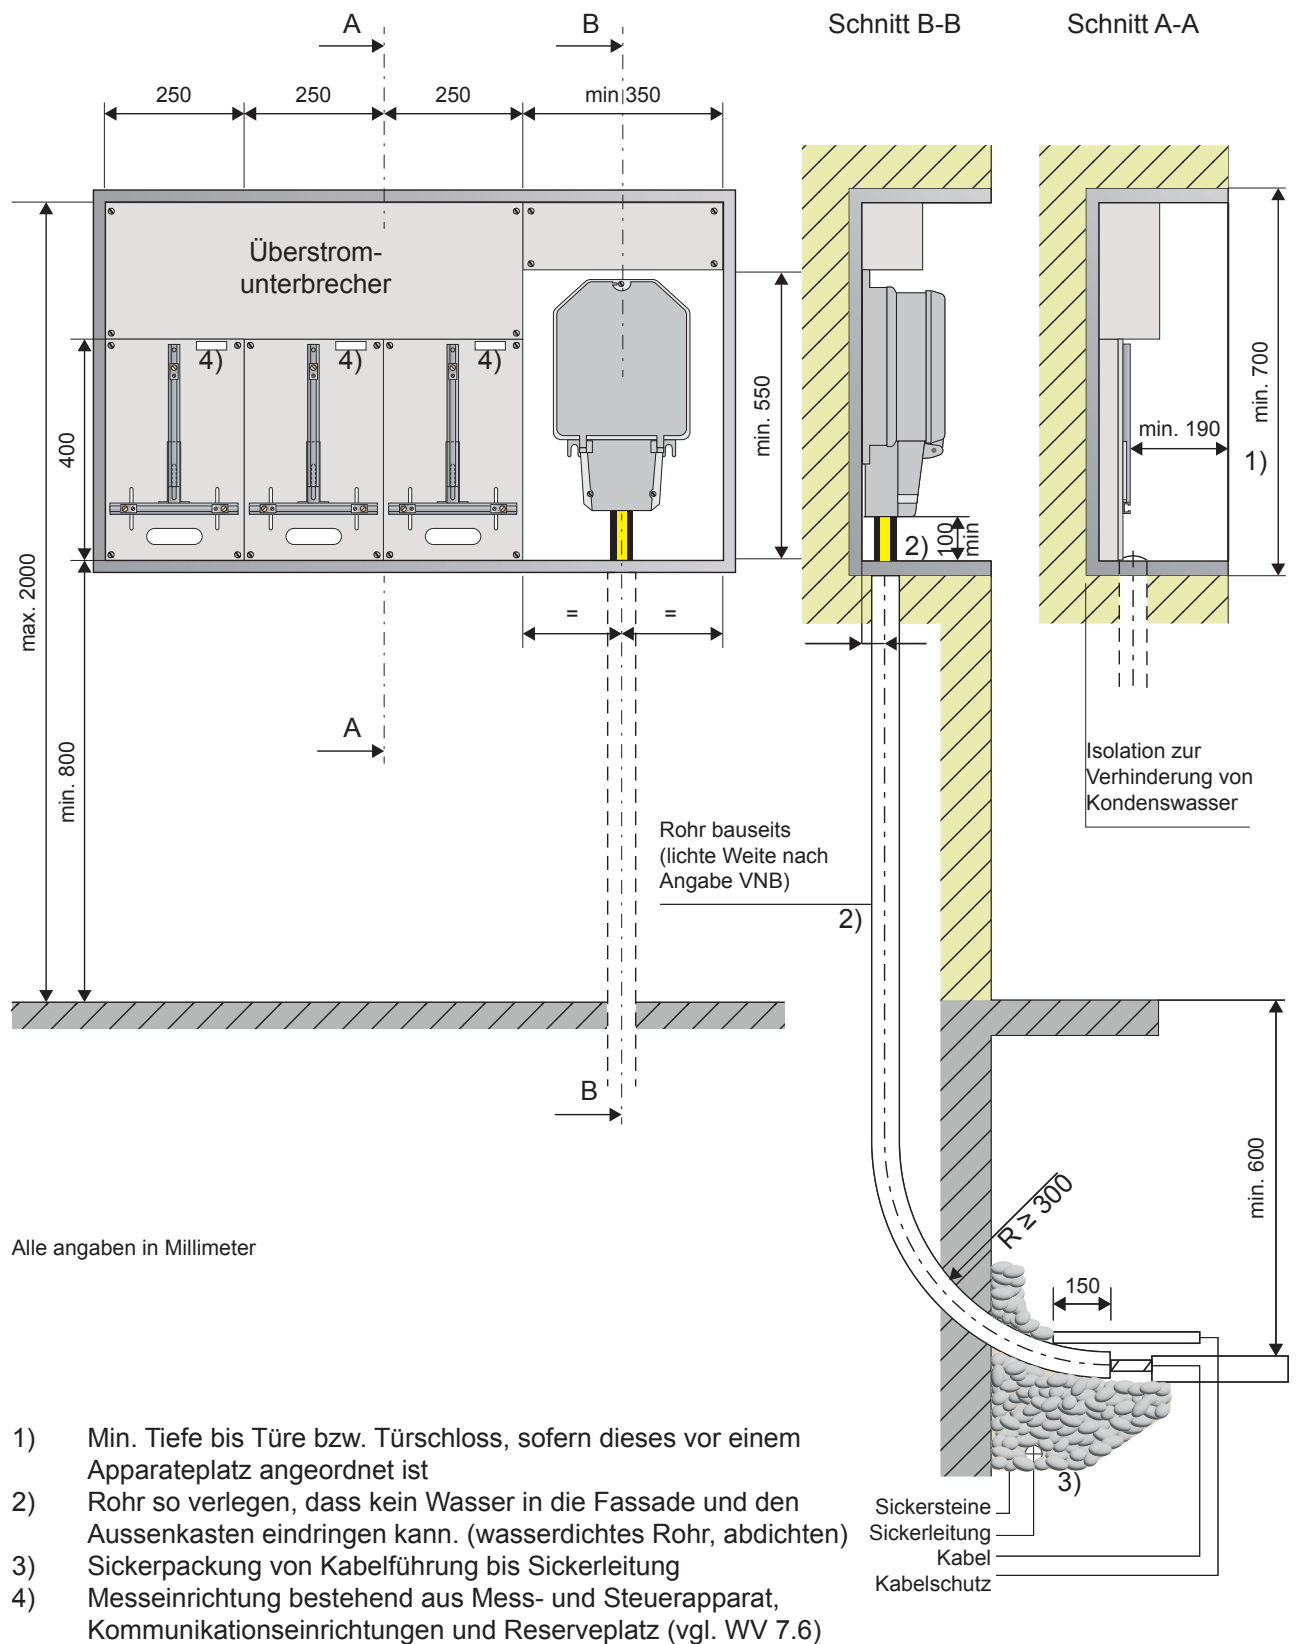 A
B
Schnitt B-B
Schnitt A-A
250
250
250
min 350
Überstrom-
unterbrecher
4)
4)
4)
400
min. 550
min. 700
min. 190
1)
2)
100
min
max. 2000
=
=
A
min. 800
Isolation zur
Verhinderung von
Kondenswasser
Rohr bauseits
(lichte Weite nach
Angabe VNB)
2)
B
min. 600
R ≥ 300
Alle angaben in Millimeter
150
1) Min. Tiefe bis Türe bzw. Türschloss, sofern dieses vor einem
Apparateplatz angeordnet ist
2) Rohr so verlegen, dass kein Wasser in die Fassade und den
Aussenkasten eindringen kann. (wasserdichtes Rohr, abdichten)
3) Sickerpackung von Kabelführung bis Sickerleitung
4) Messeinrichtung bestehend aus Mess- und Steuerapparat,
Kommunikationseinrichtungen und Reserveplatz (vgl. WV 7.6)
3)
Sickersteine
Sickerleitung
Kabel
Kabelschutz